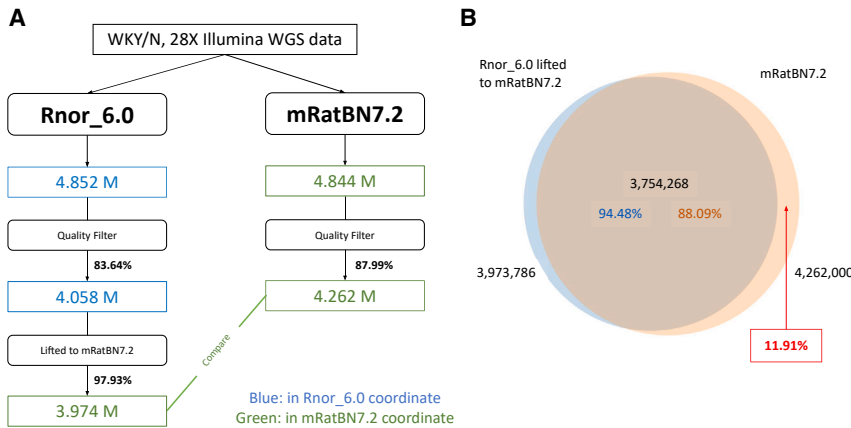 A
WKY/N, 28X Illumina WGS data
Rnor_6.0
mRatBN7.2
4.852 M
4.844 M
Quality Filter
Quality Filter
83.64%
87.99%
4.058 M
4.262 M
Lifted to mRatBN7.2
Compare
97.93%
3.974 M
Blue: in Rnor_6.0 coordinate
Green: in mRatBN7.2 coordinate
B
Rnor_6.0 lifted
to mRatBN7.2
mRatBN7.2
3,754,268
94.48%
88.09%
3,973,786
4,262,000
11.91%